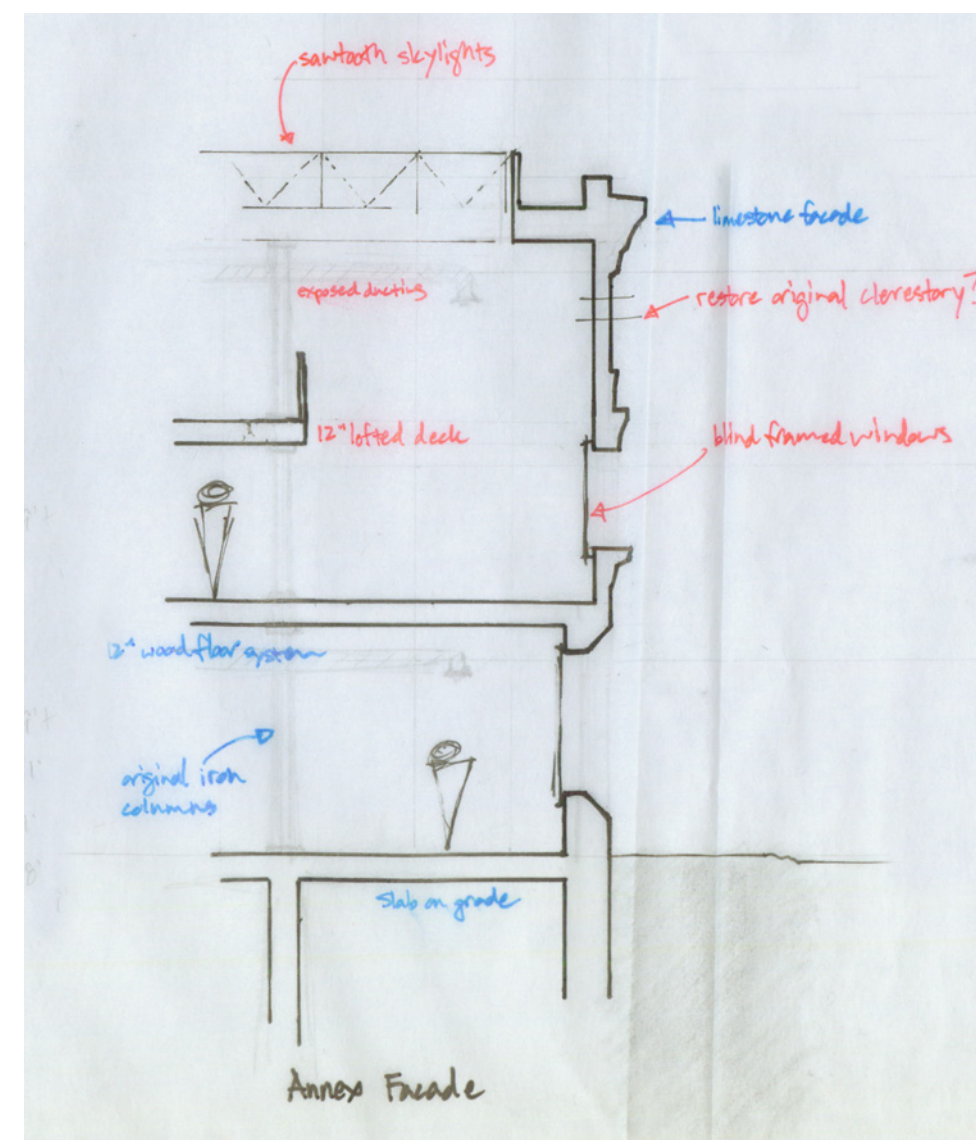 sawtooth skylights
limestone facade
exposed ducting
restore original clerestory?
12" lofted deck
blind framed windows
12" wood floor system
original iron
columns
slab on grade
Annex Facade